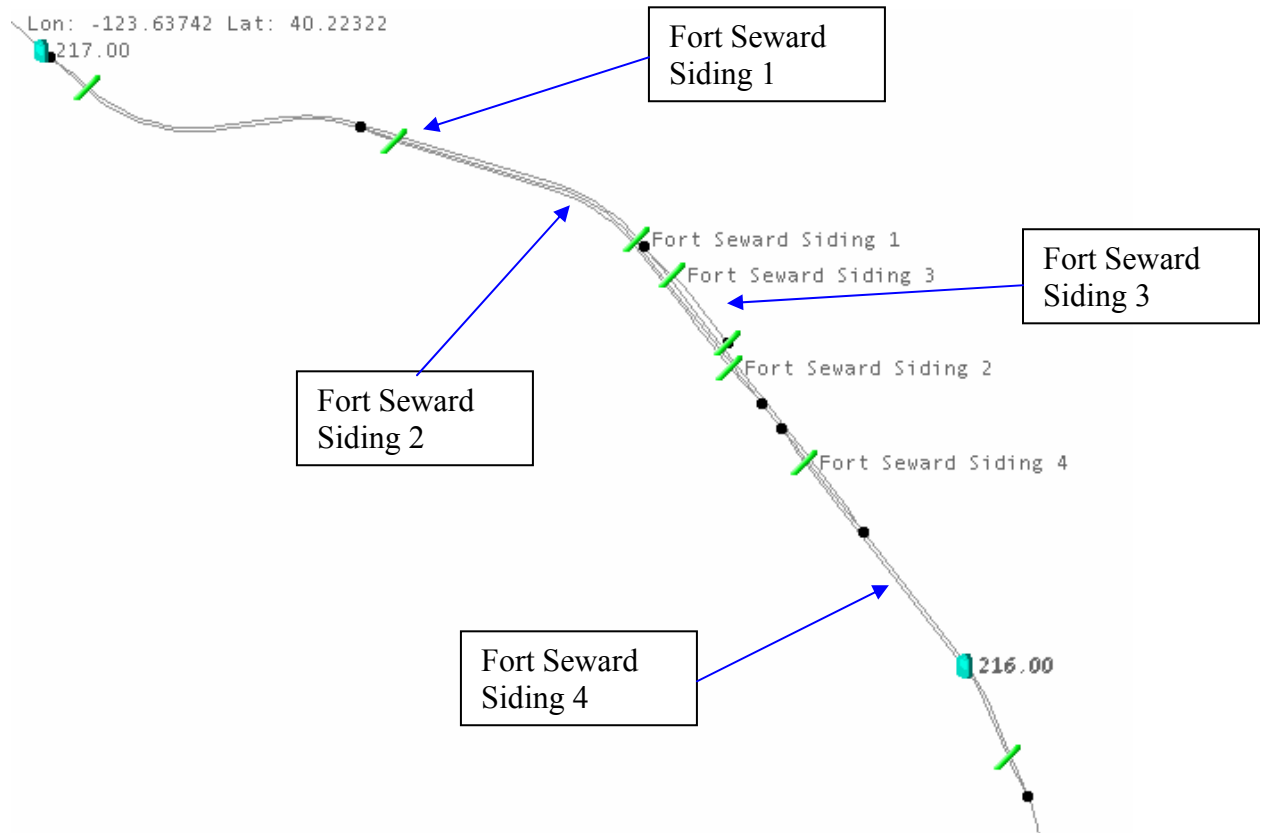 Lon: -123.63742 Lat: 40.22322
217.00
Fort Seward
Siding 1
Fort Seward Siding 1
Fort Seward Siding 3
Fort Seward
Siding 3
Fort Seward Siding 2
Fort Seward
Siding 2
Fort Seward Siding 4
Fort Seward
Siding 4
216.00